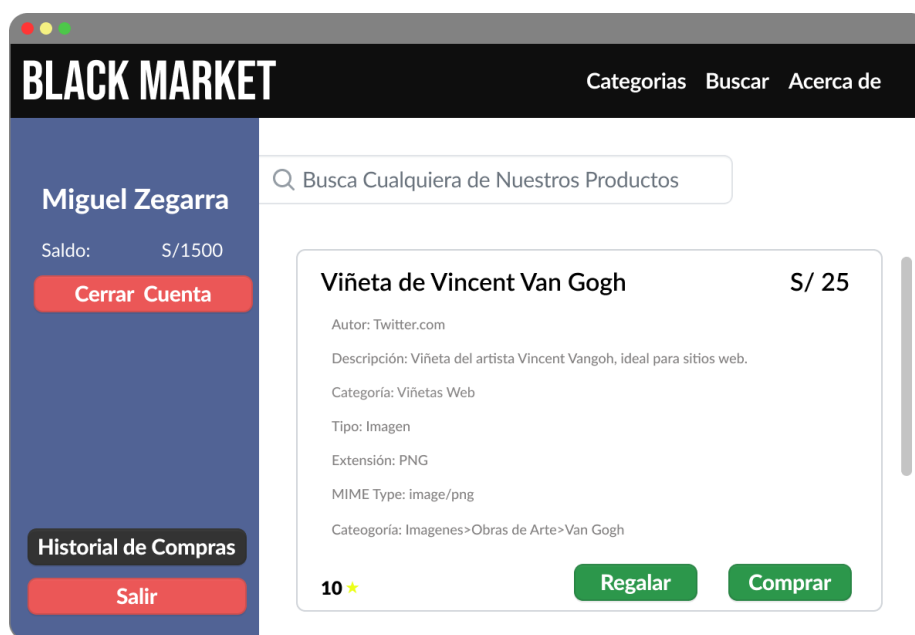 BLACK MARKET
Categorias Buscar Acerca de
Miguel Zegarra
Saldo: S/1500
Cerrar Cuenta
Historial de Compras
Salir
Busca Cualquiera de Nuestros Productos
Viñeta de Vincent Van Gogh S/ 25
Autor: Twitter.com
Descripción: Viñeta del artista Vincent Vangoh, ideal para sitios web.
Categoría: Viñetas Web
Tipo: Imagen
Extensión: PNG
MIME Type: image/png
Cateogoría: Imagenes>Obras de Arte>Van Gogh
10 ★ Regalar Comprar